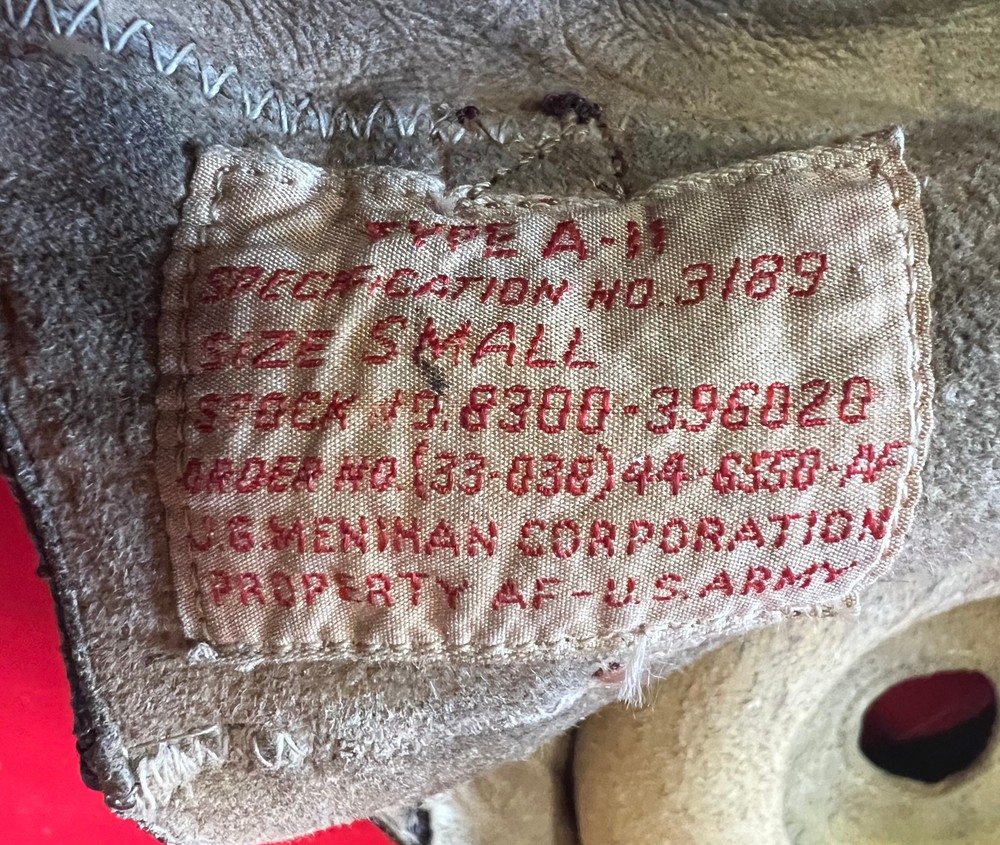 TYPE A-11
SPECIFICATION NO. 3189
SIZE SMALL
STOCK NO. 8300-396020
ORDER NO. (33-038) 44-6550-AF
J.G. MENIHAN CORPORATION
PROPERTY AF-U.S. ARMY